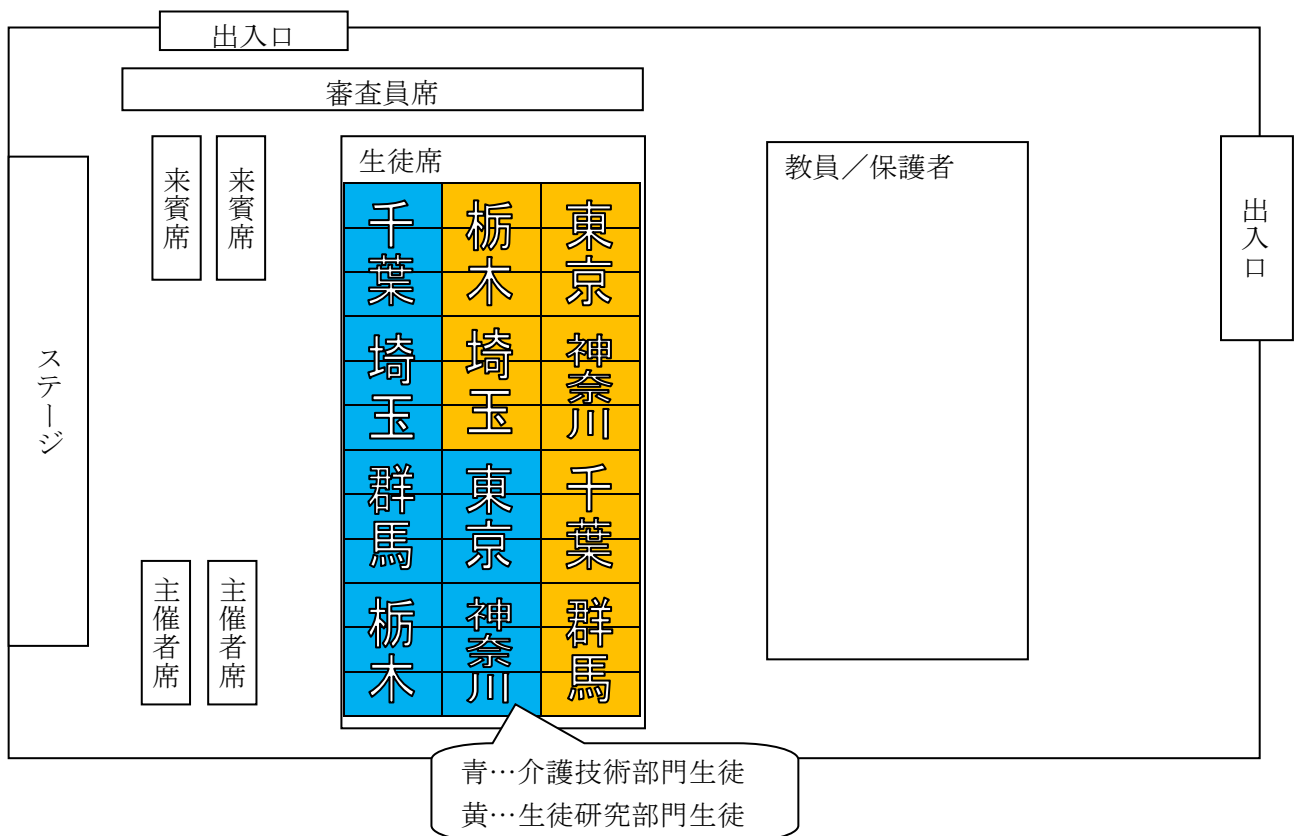 出入口
審査員席
来賓席
来賓席
生徒席
教員／保護者
出入口
ステージ
千葉
栃木
東京
埼玉
埼玉
神奈川
群馬
東京
千葉
栃木
神奈川
群馬
主催者席
主催者席
青…介護技術部門生徒
黄…生徒研究部門生徒